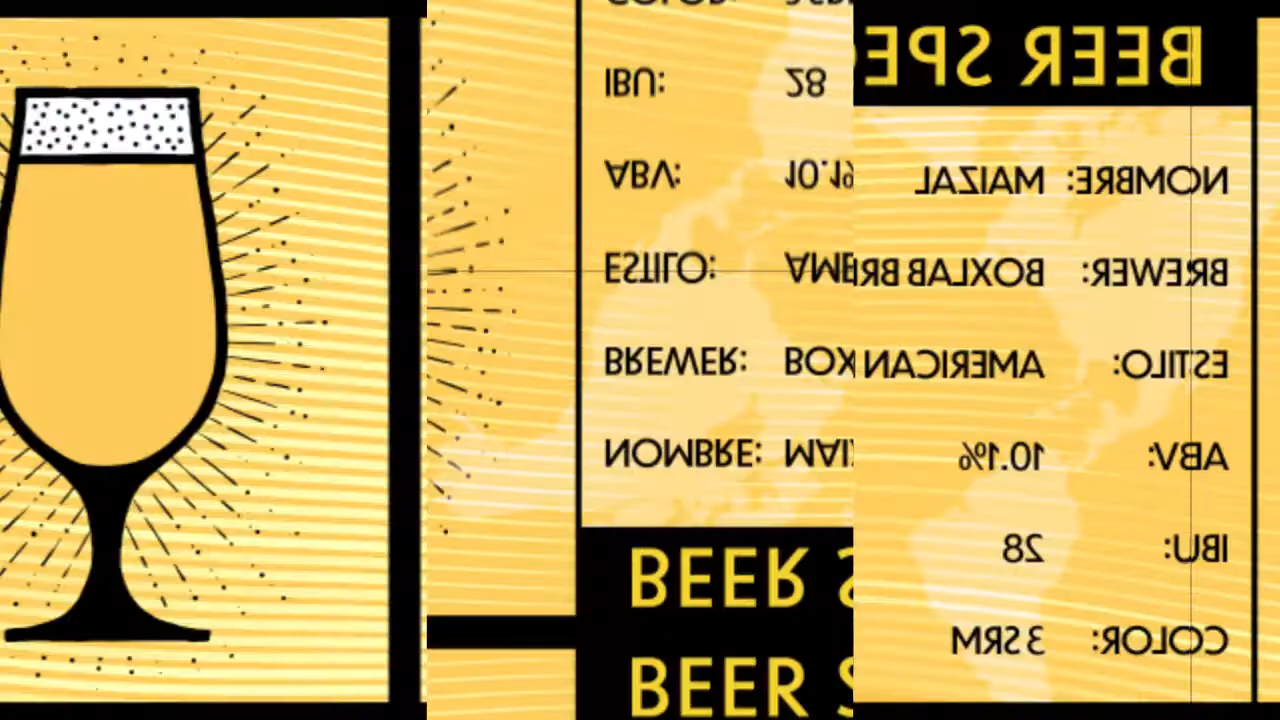 COLOR:
IBU: 28
ABV: 10.1%
ESTILO: AME
BREWER: BOX
NOMBRE: MAI
BEER S
BEER S
BEER SPE
NOMBRE: MAIZAL
BREWER: BOXLAB BR
ESTILO: AMERICAN
ABV: 10.1%
IBU: 28
COLOR: 3 SRM